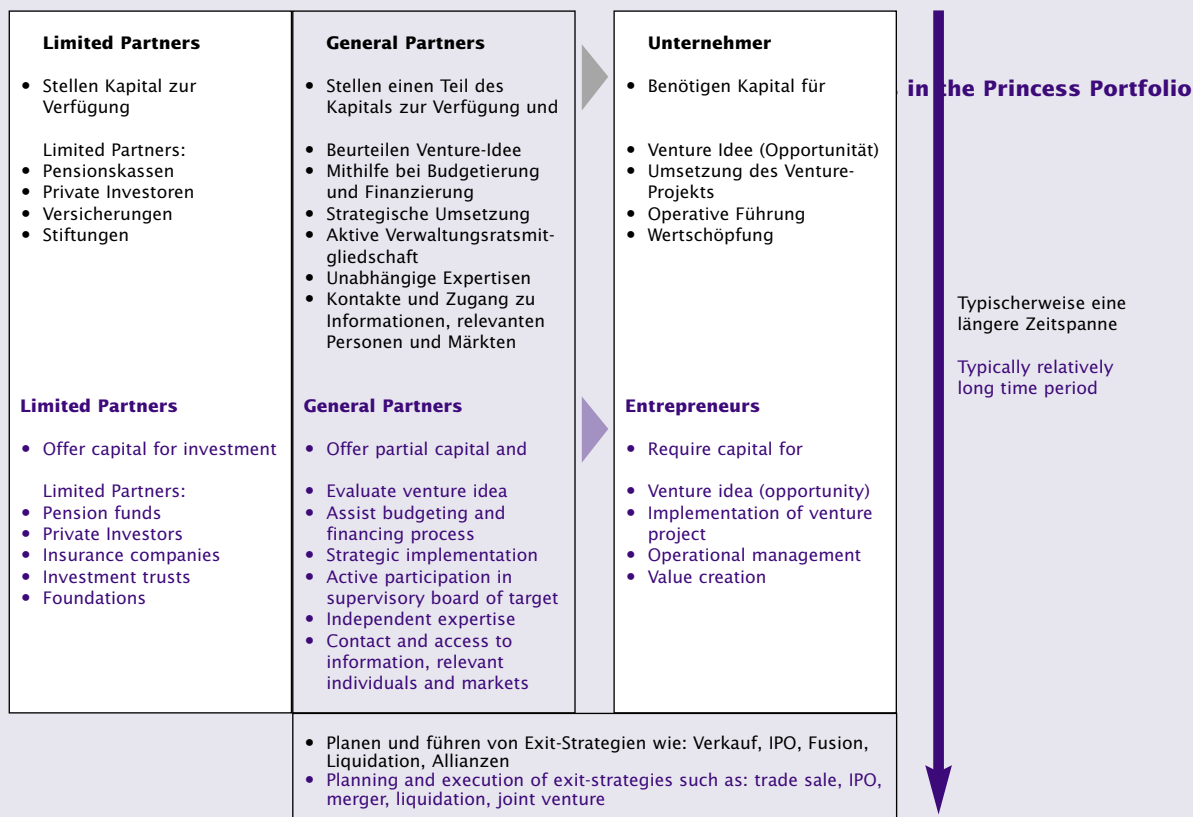 Limited Partners
• Stellen Kapital zur
Verfügung
Limited Partners:
• Pensionskassen
• Private Investoren
• Versicherungen
• Stiftungen
General Partners
• Stellen einen Teil des
Kapitals zur Verfügung und
• Beurteilen Venture-Idee
• Mithilfe bei Budgetierung
und Finanzierung
• Strategische Umsetzung
• Aktive Verwaltungsratsmit-
gliedschaft
• Unabhängige Expertisen
• Kontakte und Zugang zu
Informationen, relevanten
Personen und Märkten
Unternehmer
• Benötigen Kapital für
• Venture Idee (Opportunität)
• Umsetzung des Venture-
Projekts
• Operative Führung
• Wertschöpfung
in the Princess Portfolio
Limited Partners
• Offer capital for investment
Limited Partners:
• Pension funds
• Private Investors
• Insurance companies
• Investment trusts
• Foundations
General Partners
• Offer partial capital and
• Evaluate venture idea
• Assist budgeting and
financing process
• Strategic implementation
• Active participation in
supervisory board of target
• Independent expertise
• Contact and access to
information, relevant
individuals and markets
Entrepreneurs
• Require capital for
• Venture idea (opportunity)
• Implementation of venture
project
• Operational management
• Value creation
Typischerweise eine
längere Zeitspanne
Typically relatively
long time period
• Planen und führen von Exit-Strategien wie: Verkauf, IPO, Fusion,
Liquidation, Allianzen
• Planning and execution of exit-strategies such as: trade sale, IPO,
merger, liquidation, joint venture